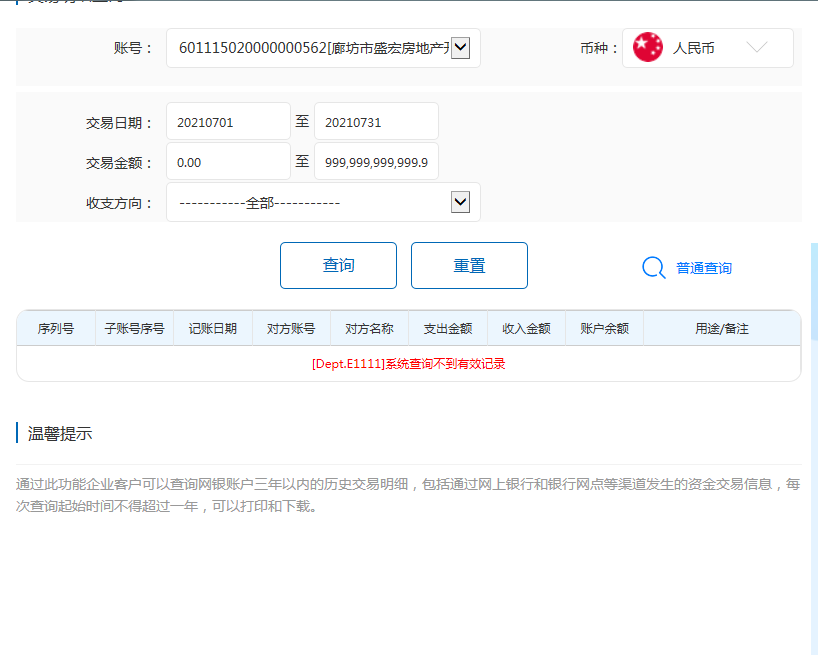 账号： 601115020000000562[廊坊市盛宏房地产 币种： 人民币
交易日期： 20210701 至 20210731
交易金额： 0.00 至 999,999,999,999.9
收支方向： -----------全部-----------
查询 重置 普通查询
序列号 子账号序号 记账日期 对方账号 对方名称 支出金额 收入金额 账户余额 用途/备注
[Dept.E1111]系统查询不到有效记录
温馨提示
通过此功能企业客户可以查询网银账户三年以内的历史交易明细，包括通过网上银行和银行网点等渠道发生的资金交易信息，每
次查询起始时间不得超过一年，可以打印和下载。